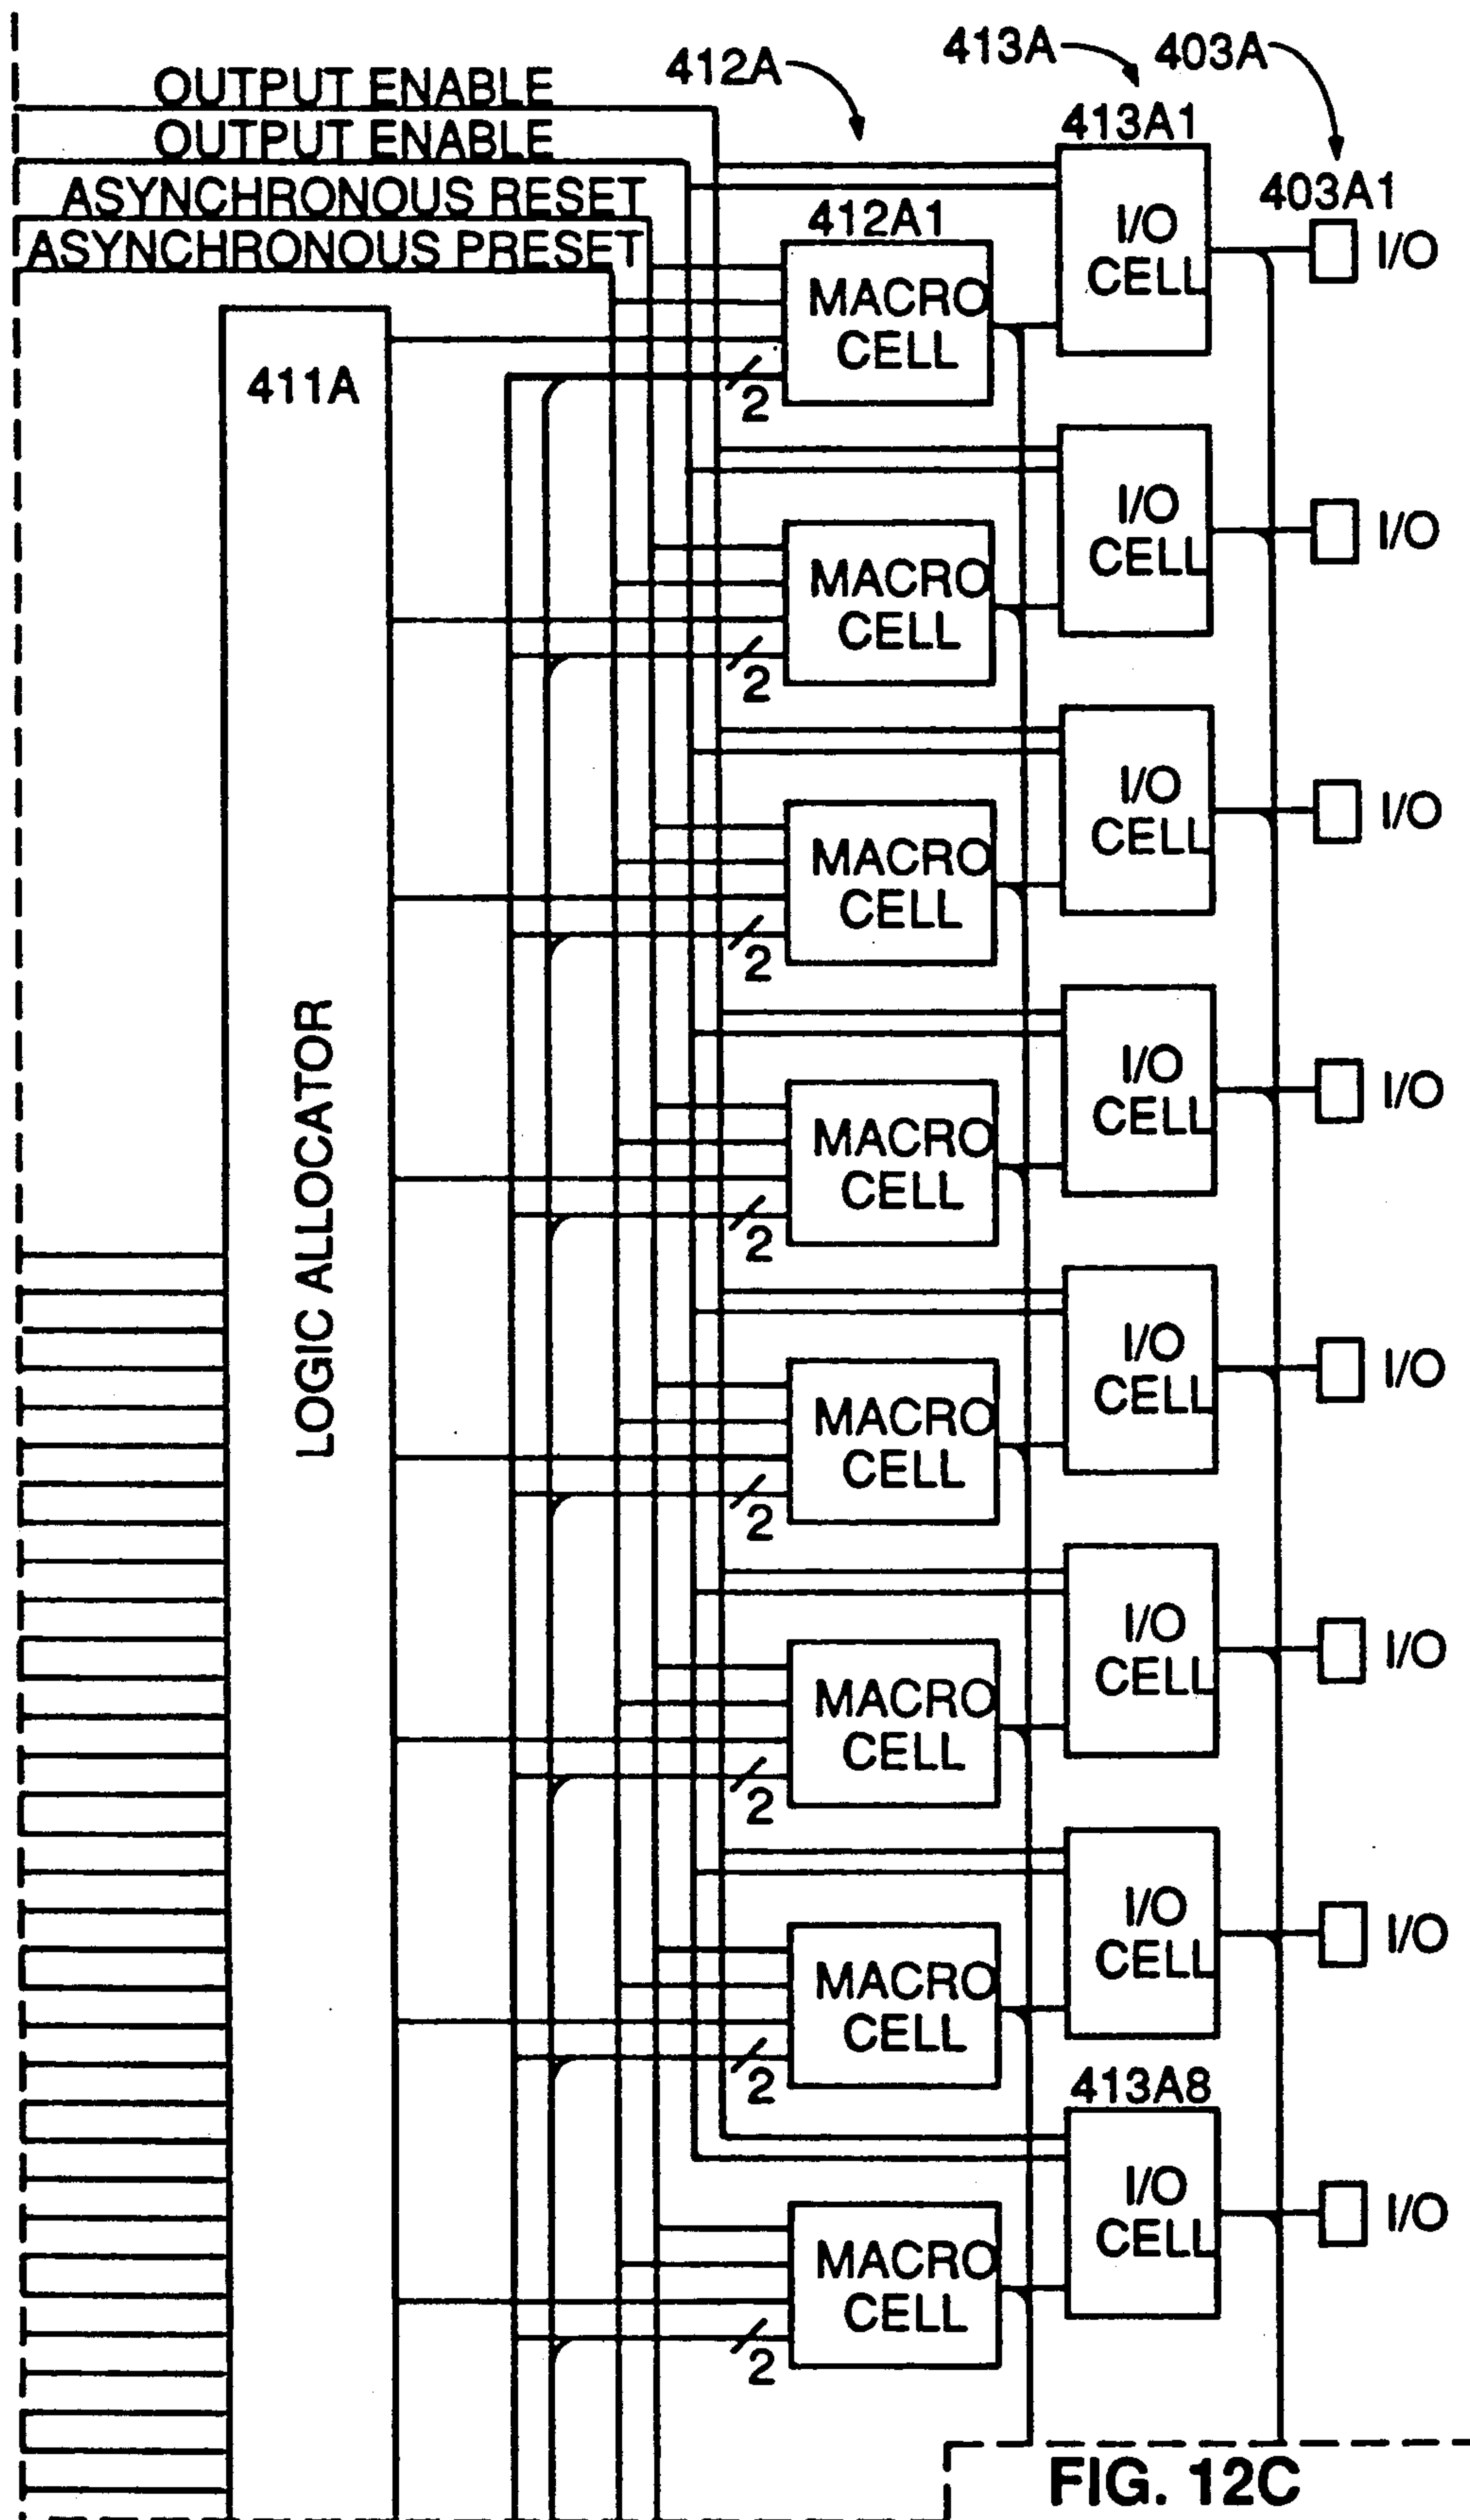 412A
413A
403A
OUTPUT ENABLE
OUTPUT ENABLE
ASYNCHRONOUS RESET
ASYNCHRONOUS PRESET
413A1
403A1
412A1
I/O
CELL
I/O
MACRO
CELL
2
411A
LOGIC ALLOCATOR
I/O
CELL
I/O
MACRO
CELL
2
I/O
CELL
I/O
MACRO
CELL
2
I/O
CELL
I/O
MACRO
CELL
2
I/O
CELL
I/O
MACRO
CELL
2
I/O
CELL
I/O
MACRO
CELL
2
I/O
CELL
I/O
MACRO
CELL
2
413A8
I/O
CELL
I/O
MACRO
CELL
2
FIG. 12C